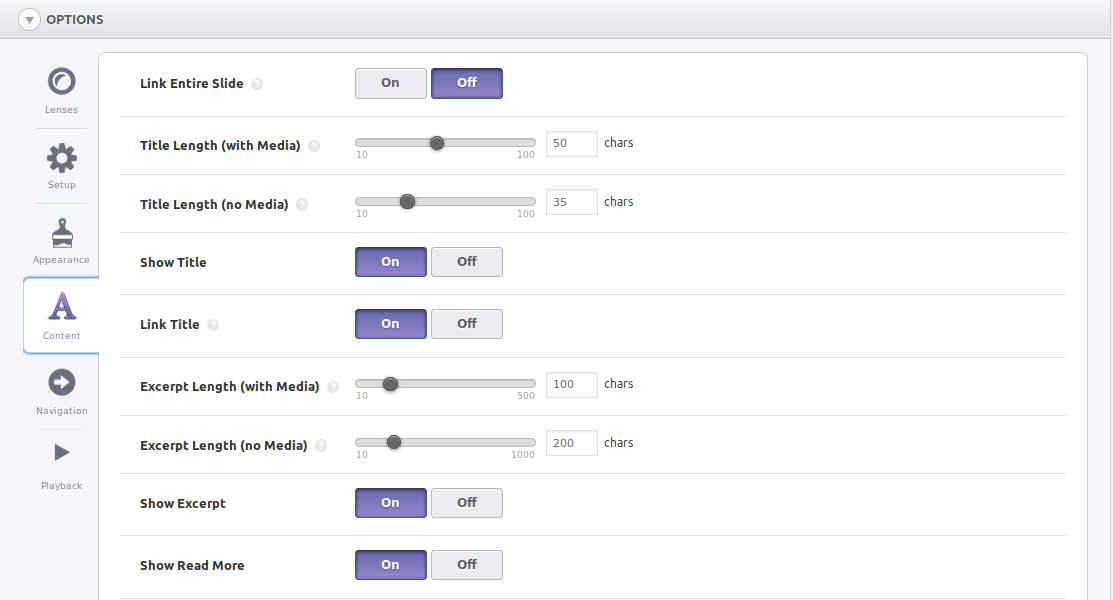 OPTIONS
Lenses
Setup
Appearance
Content
Navigation
Playback
Link Entire Slide ? On Off
Title Length (with Media) ? 50 chars
10 100
Title Length (no Media) ? 35 chars
10 100
Show Title On Off
Link Title ? On Off
Excerpt Length (with Media) ? 100 chars
10 500
Excerpt Length (no Media) ? 200 chars
10 1000
Show Excerpt On Off
Show Read More On Off